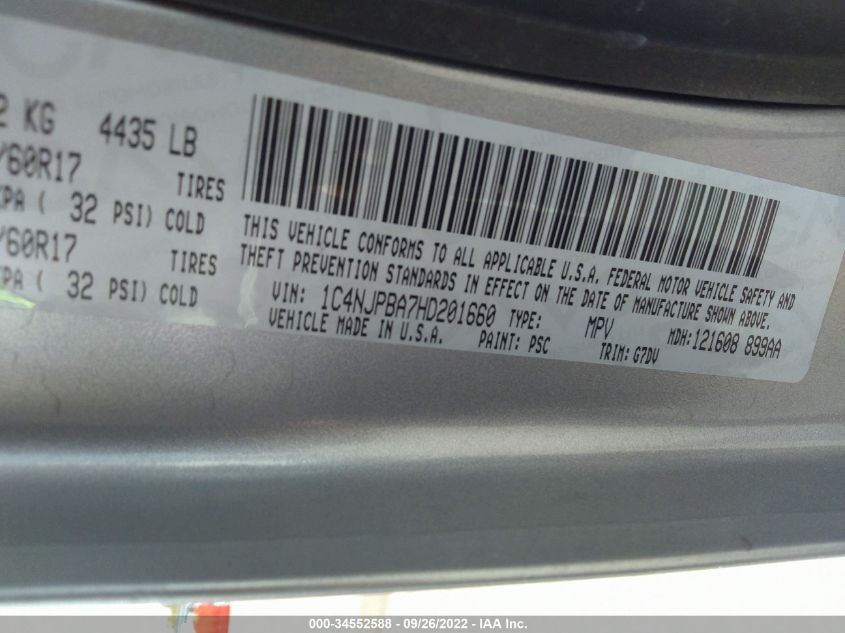 2 KG 4435 LB
/60R17 TIRES
KPA ( 32 PSI) COLD
/60R17 TIRES
KPA ( 32 PSI) COLD
THIS VEHICLE CONFORMS TO ALL APPLICABLE U.S.A. FEDERAL MOTOR VEHICLE SAFETY AND
THEFT PREVENTION STANDARDS IN EFFECT ON THE DATE OF MANUFACTURE SHOWN ABOVE.
VIN: 1C4NJPBA7HD201660 TYPE: MPV MDH:121608 899AA
VEHICLE MADE IN U.S.A. PAINT: PSC TRIM: G7DV
000-34552588 - 09/26/2022 - IAA Inc.